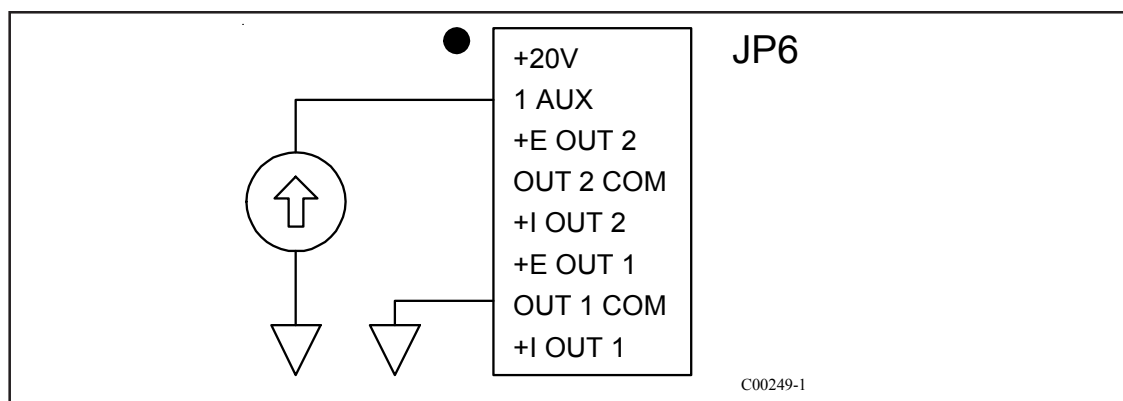 JP6
+20V
1 AUX
+E OUT 2
OUT 2 COM
+I OUT 2
+E OUT 1
OUT 1 COM
+I OUT 1
C00249-1